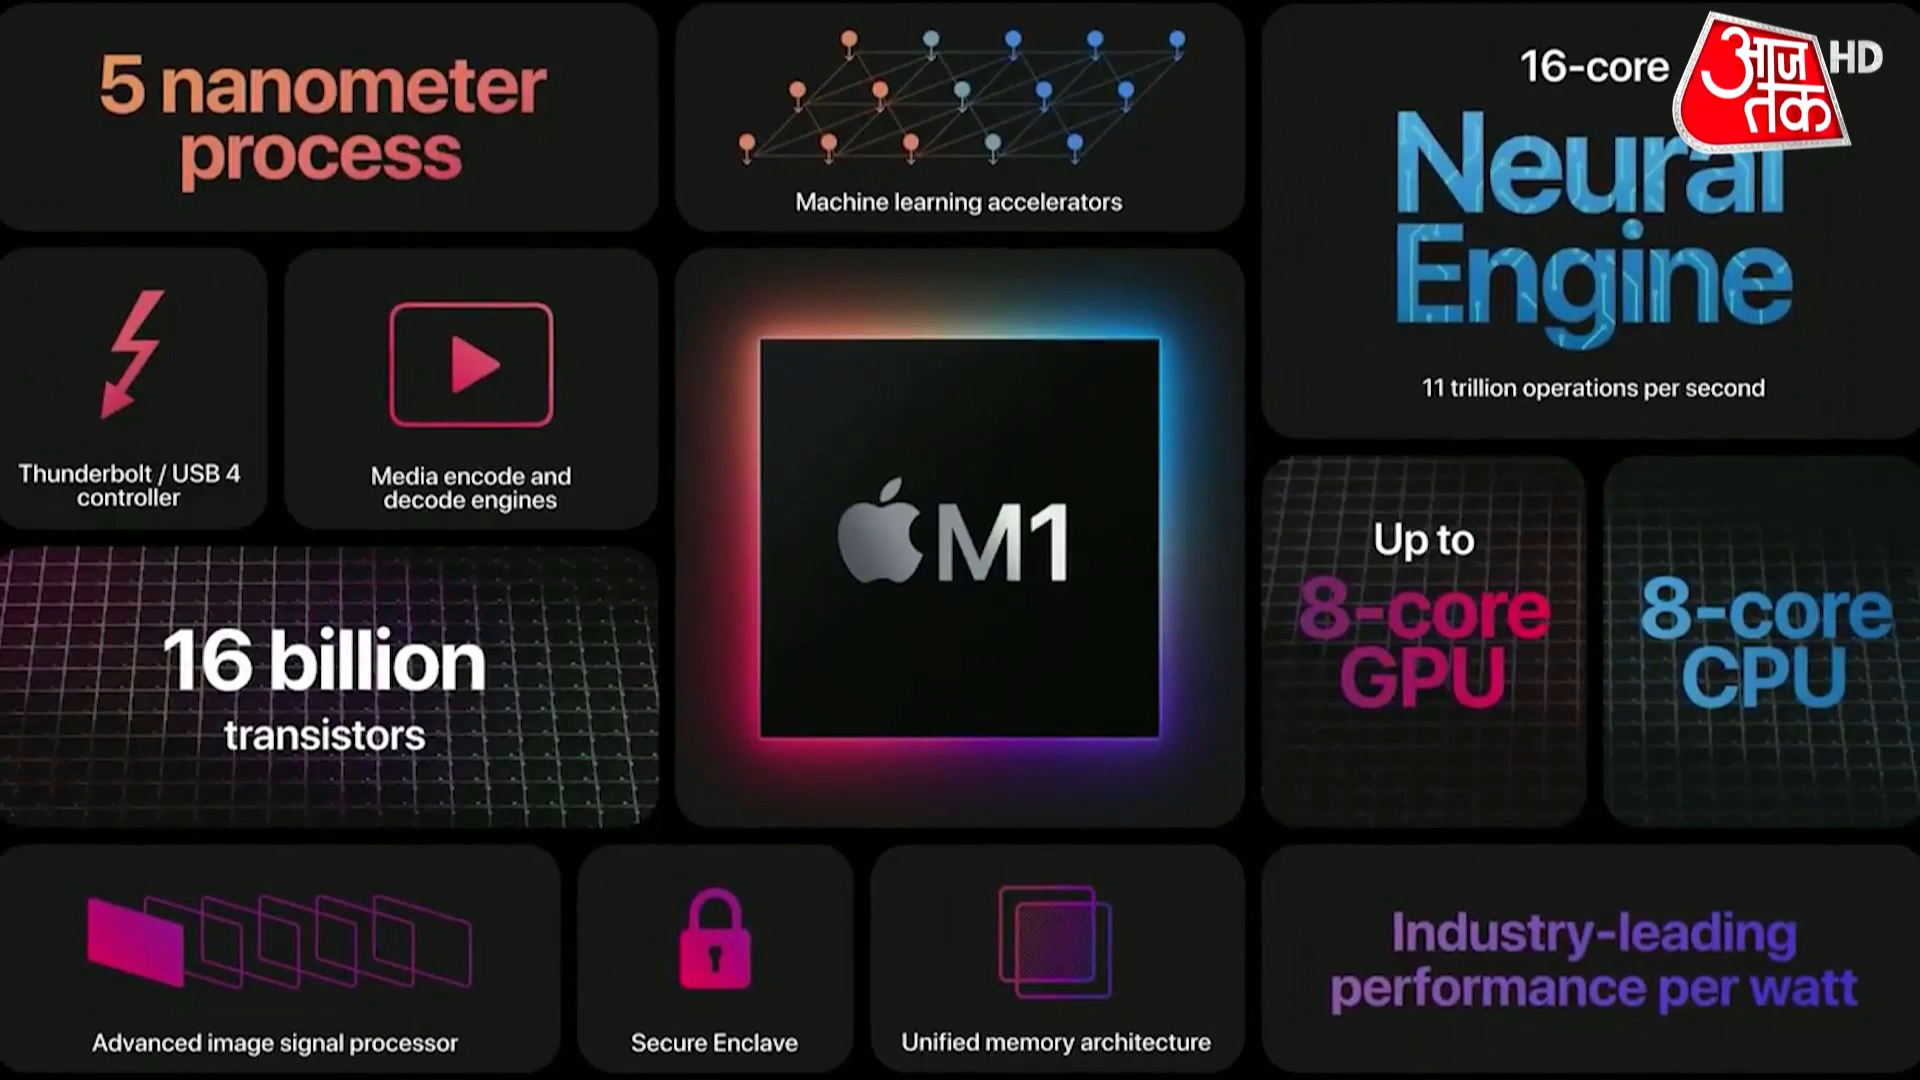 5 nanometer
process
Machine learning accelerators
16-core
Neural
Engine
11 trillion operations per second
आज
तक
HD
Thunderbolt / USB 4
controller
Media encode and
decode engines
M1
Up to
8-core
GPU
8-core
CPU
16 billion
transistors
Advanced image signal processor
Secure Enclave
Unified memory architecture
Industry-leading
performance per watt